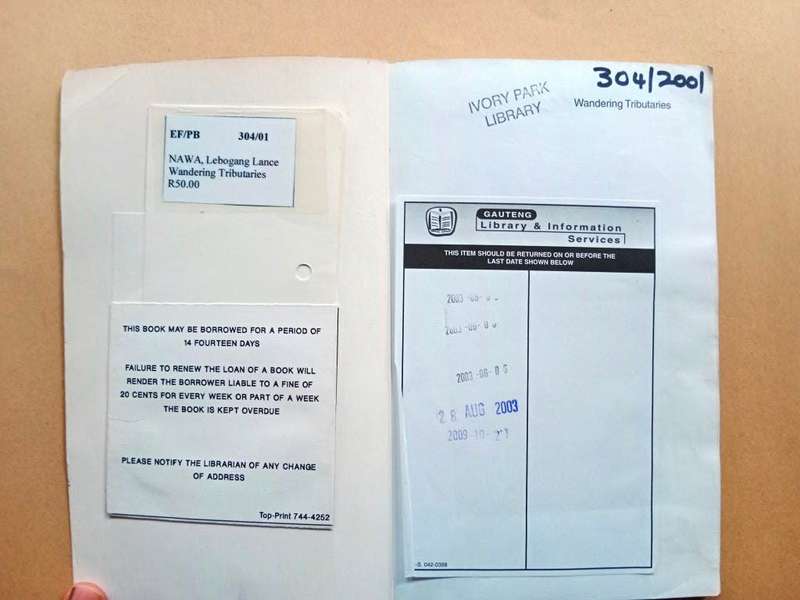 EF/PB 304/01
NAWA, Lebogang Lance
Wandering Tributaries
R50.00
THIS BOOK MAY BE BORROWED FOR A PERIOD OF
14 FOURTEEN DAYS
FAILURE TO RENEW THE LOAN OF A BOOK WILL
RENDER THE BORROWER LIABLE TO A FINE OF
20 CENTS FOR EVERY WEEK OR PART OF A WEEK
THE BOOK IS KEPT OVERDUE
PLEASE NOTIFY THE LIBRARIAN OF ANY CHANGE
OF ADDRESS
Top-Print 744-4252
304/2001
IVORY PARK
LIBRARY
Wandering Tributaries
GAUTENG
Library & Information
Services
THIS ITEM SHOULD BE RETURNED ON OR BEFORE THE
LAST DATE SHOWN BELOW
28 AUG 2003
-S. 042-0388